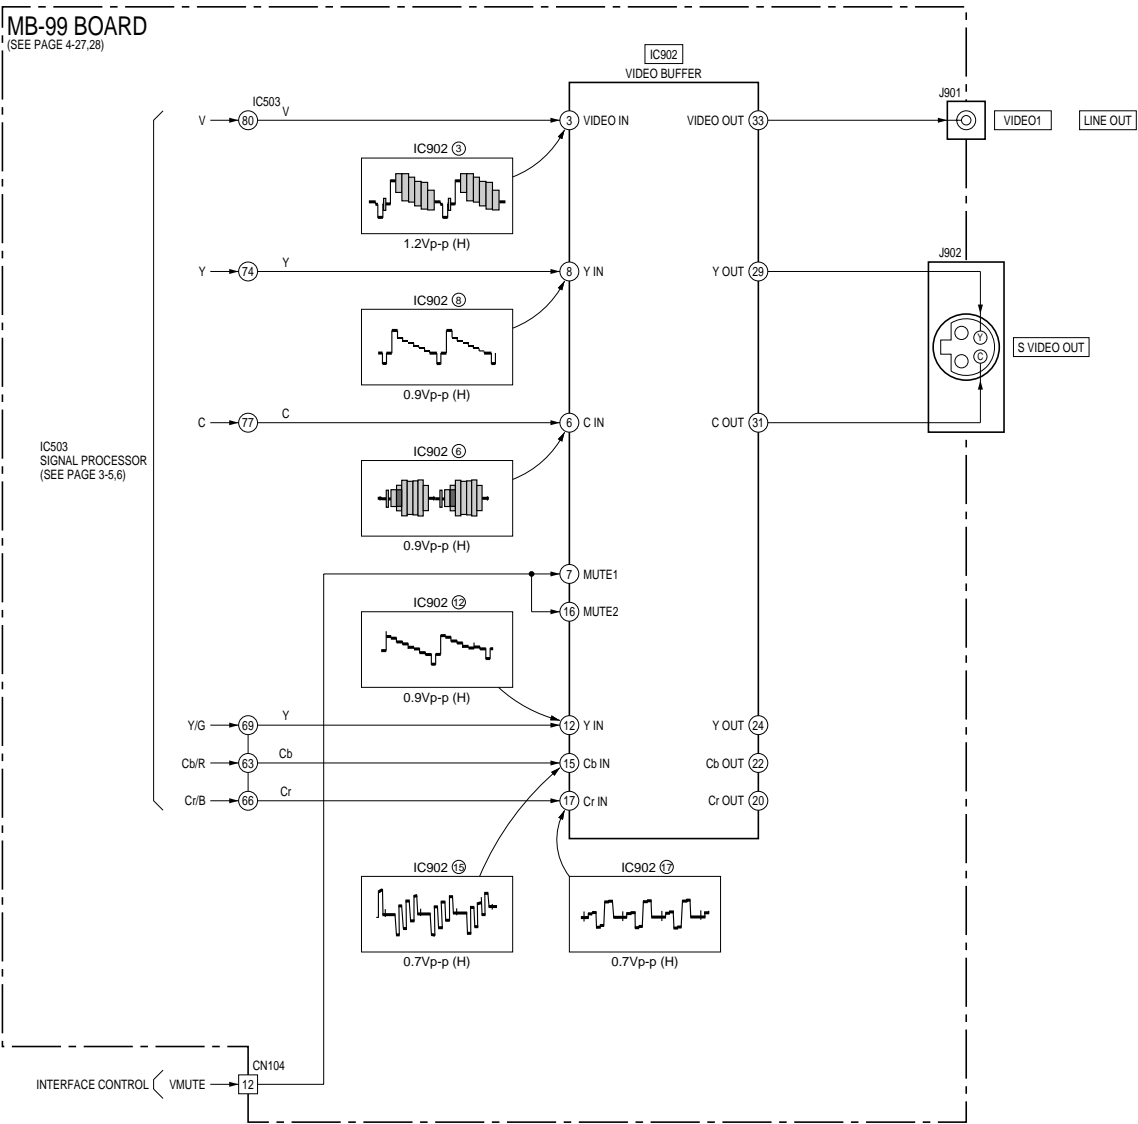 MB-99 BOARD
(SEE PAGE 4-27,28)
IC902
VIDEO BUFFER
J901
IC503
V 80 V 3 VIDEO IN VIDEO OUT 33 VIDEO1 LINE OUT
IC902 3
1.2Vp-p (H)
J902
Y 74 Y 8 Y IN Y OUT 29
IC902 8
Y
C
S VIDEO OUT
0.9Vp-p (H)
C 77 C 6 C IN C OUT 31
IC503
SIGNAL PROCESSOR
(SEE PAGE 3-5,6)
IC902 6
0.9Vp-p (H)
7 MUTE1
16 MUTE2
IC902 12
0.9Vp-p (H)
Y/G 69 Y 12 Y IN Y OUT 24
Cb/R 63 Cb 15 Cb IN Cb OUT 22
Cr/B 66 Cr 17 Cr IN Cr OUT 20
IC902 15 IC902 17
0.7Vp-p (H) 0.7Vp-p (H)
CN104
INTERFACE CONTROL VMUTE 12